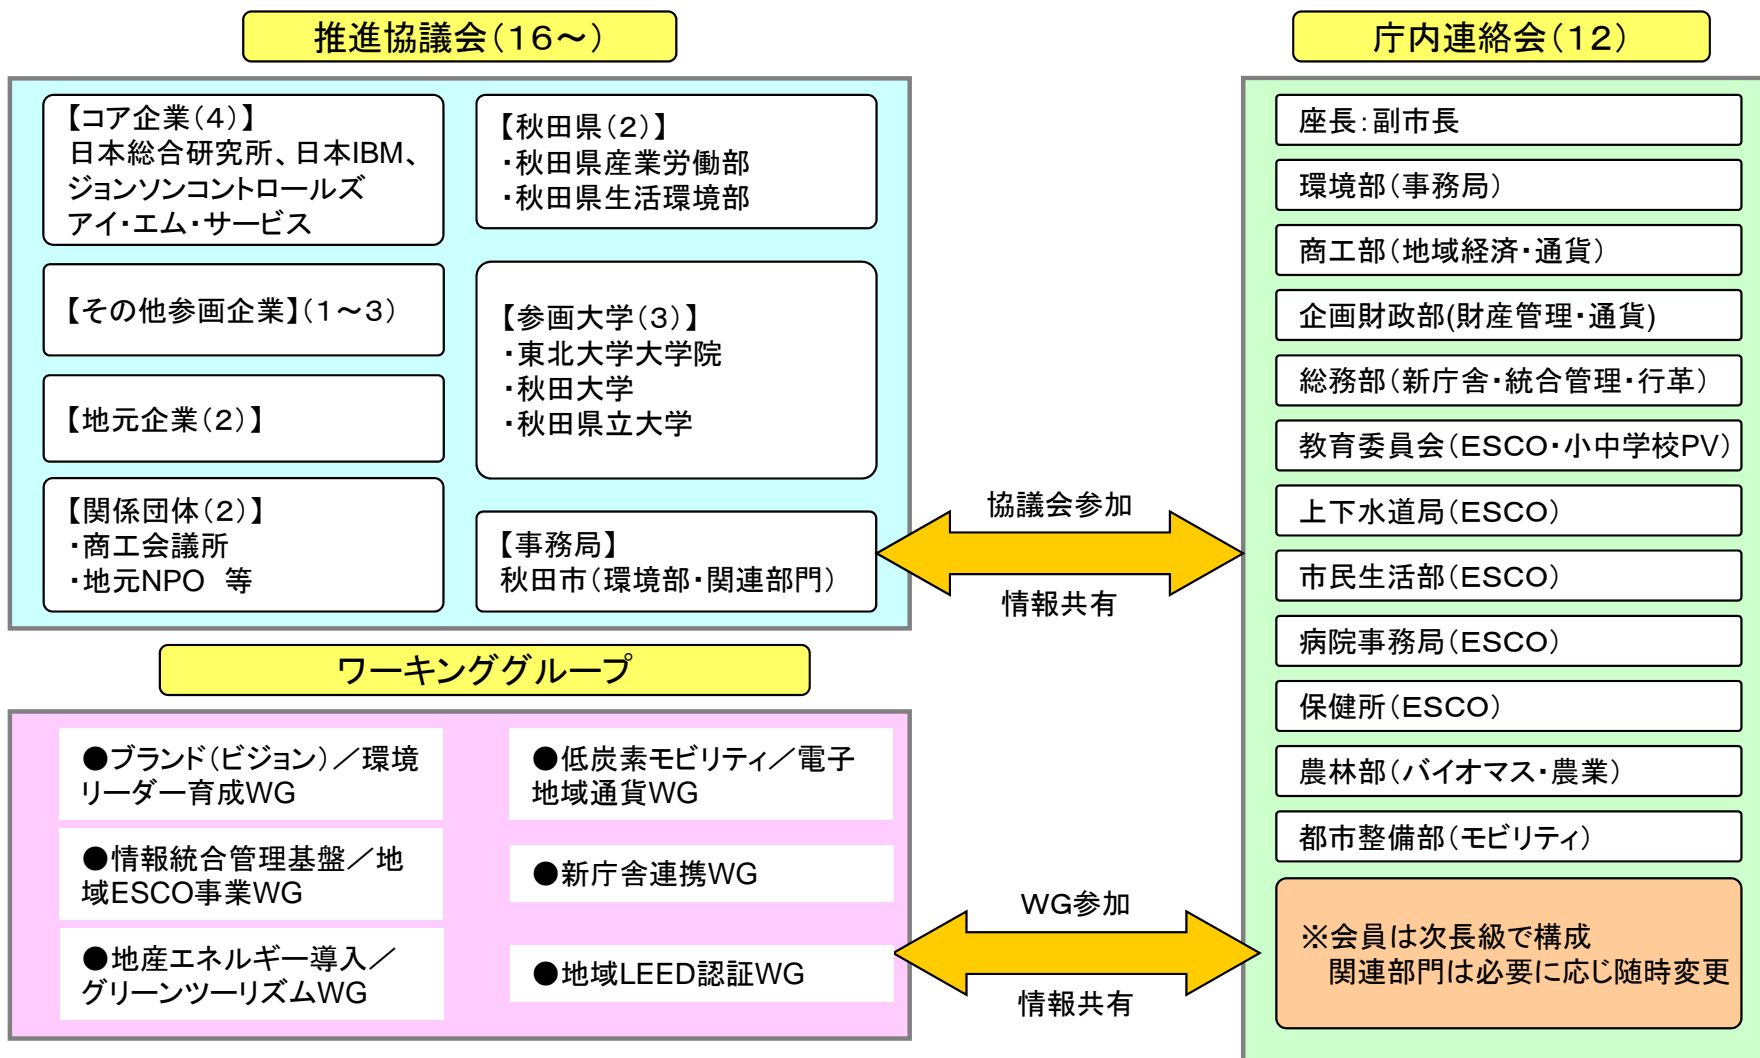 推進協議会（１６～）
【コア企業（４）】
日本総合研究所、日本IBM、
ジョンソンコントロールズ
アイ・エム・サービス
【その他参画企業】（１～３）
【地元企業（２）】
【関係団体（２）】
・商工会議所
・地元NPO　等
【秋田県（２）】
・秋田県産業労働部
・秋田県生活環境部
【参画大学（３）】
・東北大学大学院
・秋田大学
・秋田県立大学
【事務局】
秋田市（環境部・関連部門）
協議会参加
情報共有
ワーキンググループ
●ブランド（ビジョン）／環境
リーダー育成WG
●情報統合管理基盤／地
域ESCO事業WG
●地産エネルギー導入／
グリーンツーリズムWG
●低炭素モビリティ／電子
地域通貨WG
●新庁舎連携WG
●地域LEED認証WG
ＷＧ参加
情報共有
庁内連絡会（１２）
座長：副市長
環境部（事務局）
商工部（地域経済・通貨）
企画財政部(財産管理・通貨)
総務部（新庁舎・統合管理・行革）
教育委員会（ESCO・小中学校PV）
上下水道局（ESCO）
市民生活部（ESCO）
病院事務局（ESCO）
保健所（ESCO）
農林部（バイオマス・農業）
都市整備部（モビリティ）
※会員は次長級で構成
関連部門は必要に応じ随時変更